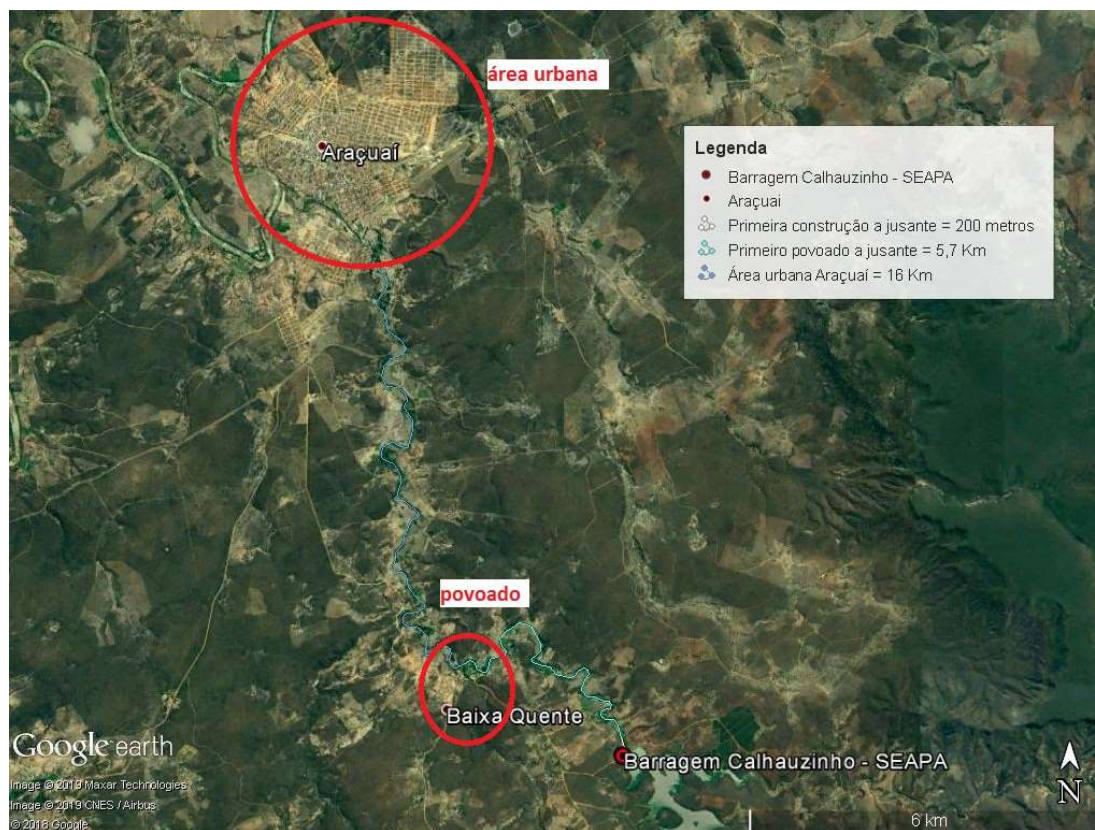 área urbana
Araçuaí
Legenda
Barragem Calhauzinho - SEAPA
Araçuai
Primeira construção a jusante = 200 metros
Primeiro povoado a jusante = 5,7 Km
Área urbana Araçuaí = 16 Km
povoado
Baixa Quente
Barragem Calhauzinho - SEAPA
Google earth
N
Image © 2019 Maxar Technologies
Image © 2019 CNES / Airbus
© 2018 Google
6 km